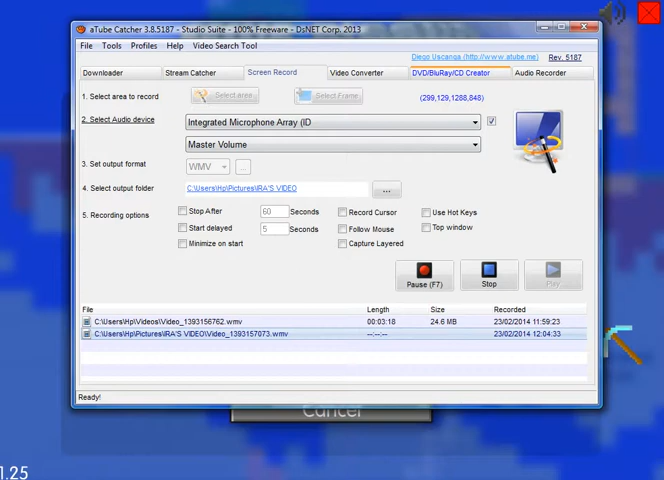 aTube Catcher 3.8.5187 - Studio Suite - 100% Freeware - DsNET Corp. 2013
File Tools Profiles Help Video Search Tool
Diego Uscanga (http://www.atube.me) Rev. 5187
Downloader Stream Catcher Screen Record Video Converter DVD/BluRay/CD Creator Audio Recorder
1. Select area to record Select area Select Frame (299,129,1288,848)
2. Select Audio device Integrated Microphone Array (ID
Master Volume
3. Set output format WMV ...
4. Select output folder C:\Users\Hp\Pictures\IRA'S VIDEO ...
5. Recording options Stop After 60 Seconds Record Cursor Use Hot Keys
Start delayed 5 Seconds Follow Mouse Top window
Minimize on start Capture Layered
Pause (F7) Stop Play
File Length Size Recorded
C:\Users\Hp\Videos\Video_1393156762.wmv 00:03:18 24.6 MB 23/02/2014 11:59:23
C:\Users\Hp\Pictures\IRA'S VIDEO\Video_1393157073.wmv --:--:-- 23/02/2014 12:04:33
Ready!
Cancel
1.25